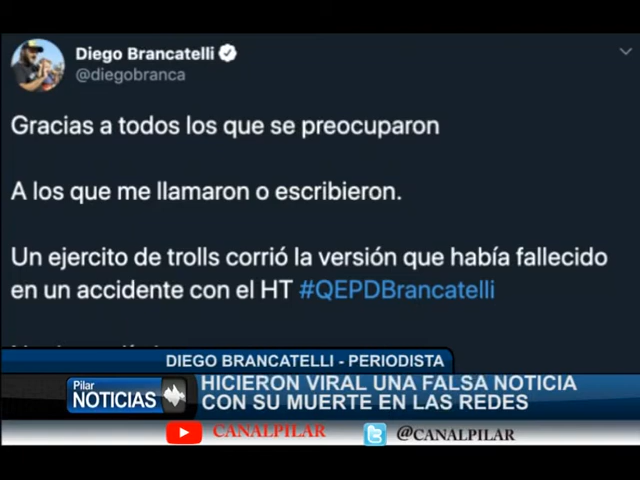 Diego Brancatelli
@diegobranca
Gracias a todos los que se preocuparon
A los que me llamaron o escribieron.
Un ejercito de trolls corrió la versión que había fallecido
en un accidente con el HT #QEPDBrancatelli
DIEGO BRANCATELLI - PERIODISTA
Pilar
NOTICIAS
HICIERON VIRAL UNA FALSA NOTICIA
CON SU MUERTE EN LAS REDES
CANALPILAR
@CANALPILAR